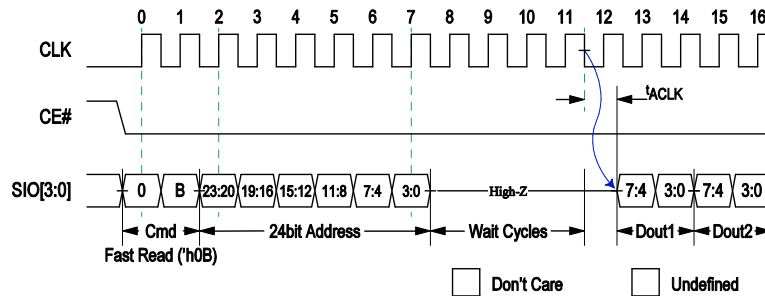 0 1 2 3 4 5 6 7 8 9 10 11 12 13 14 15 16
CLK
tACLK
CE#
SIO[3:0] 0 B 23:20 19:16 15:12 11:8 7:4 3:0 High-Z 7:4 3:0 7:4 3:0
Cmd 24bit Address Wait Cycles Dout1 Dout2
Fast Read ('h0B)
Don't Care Undefined